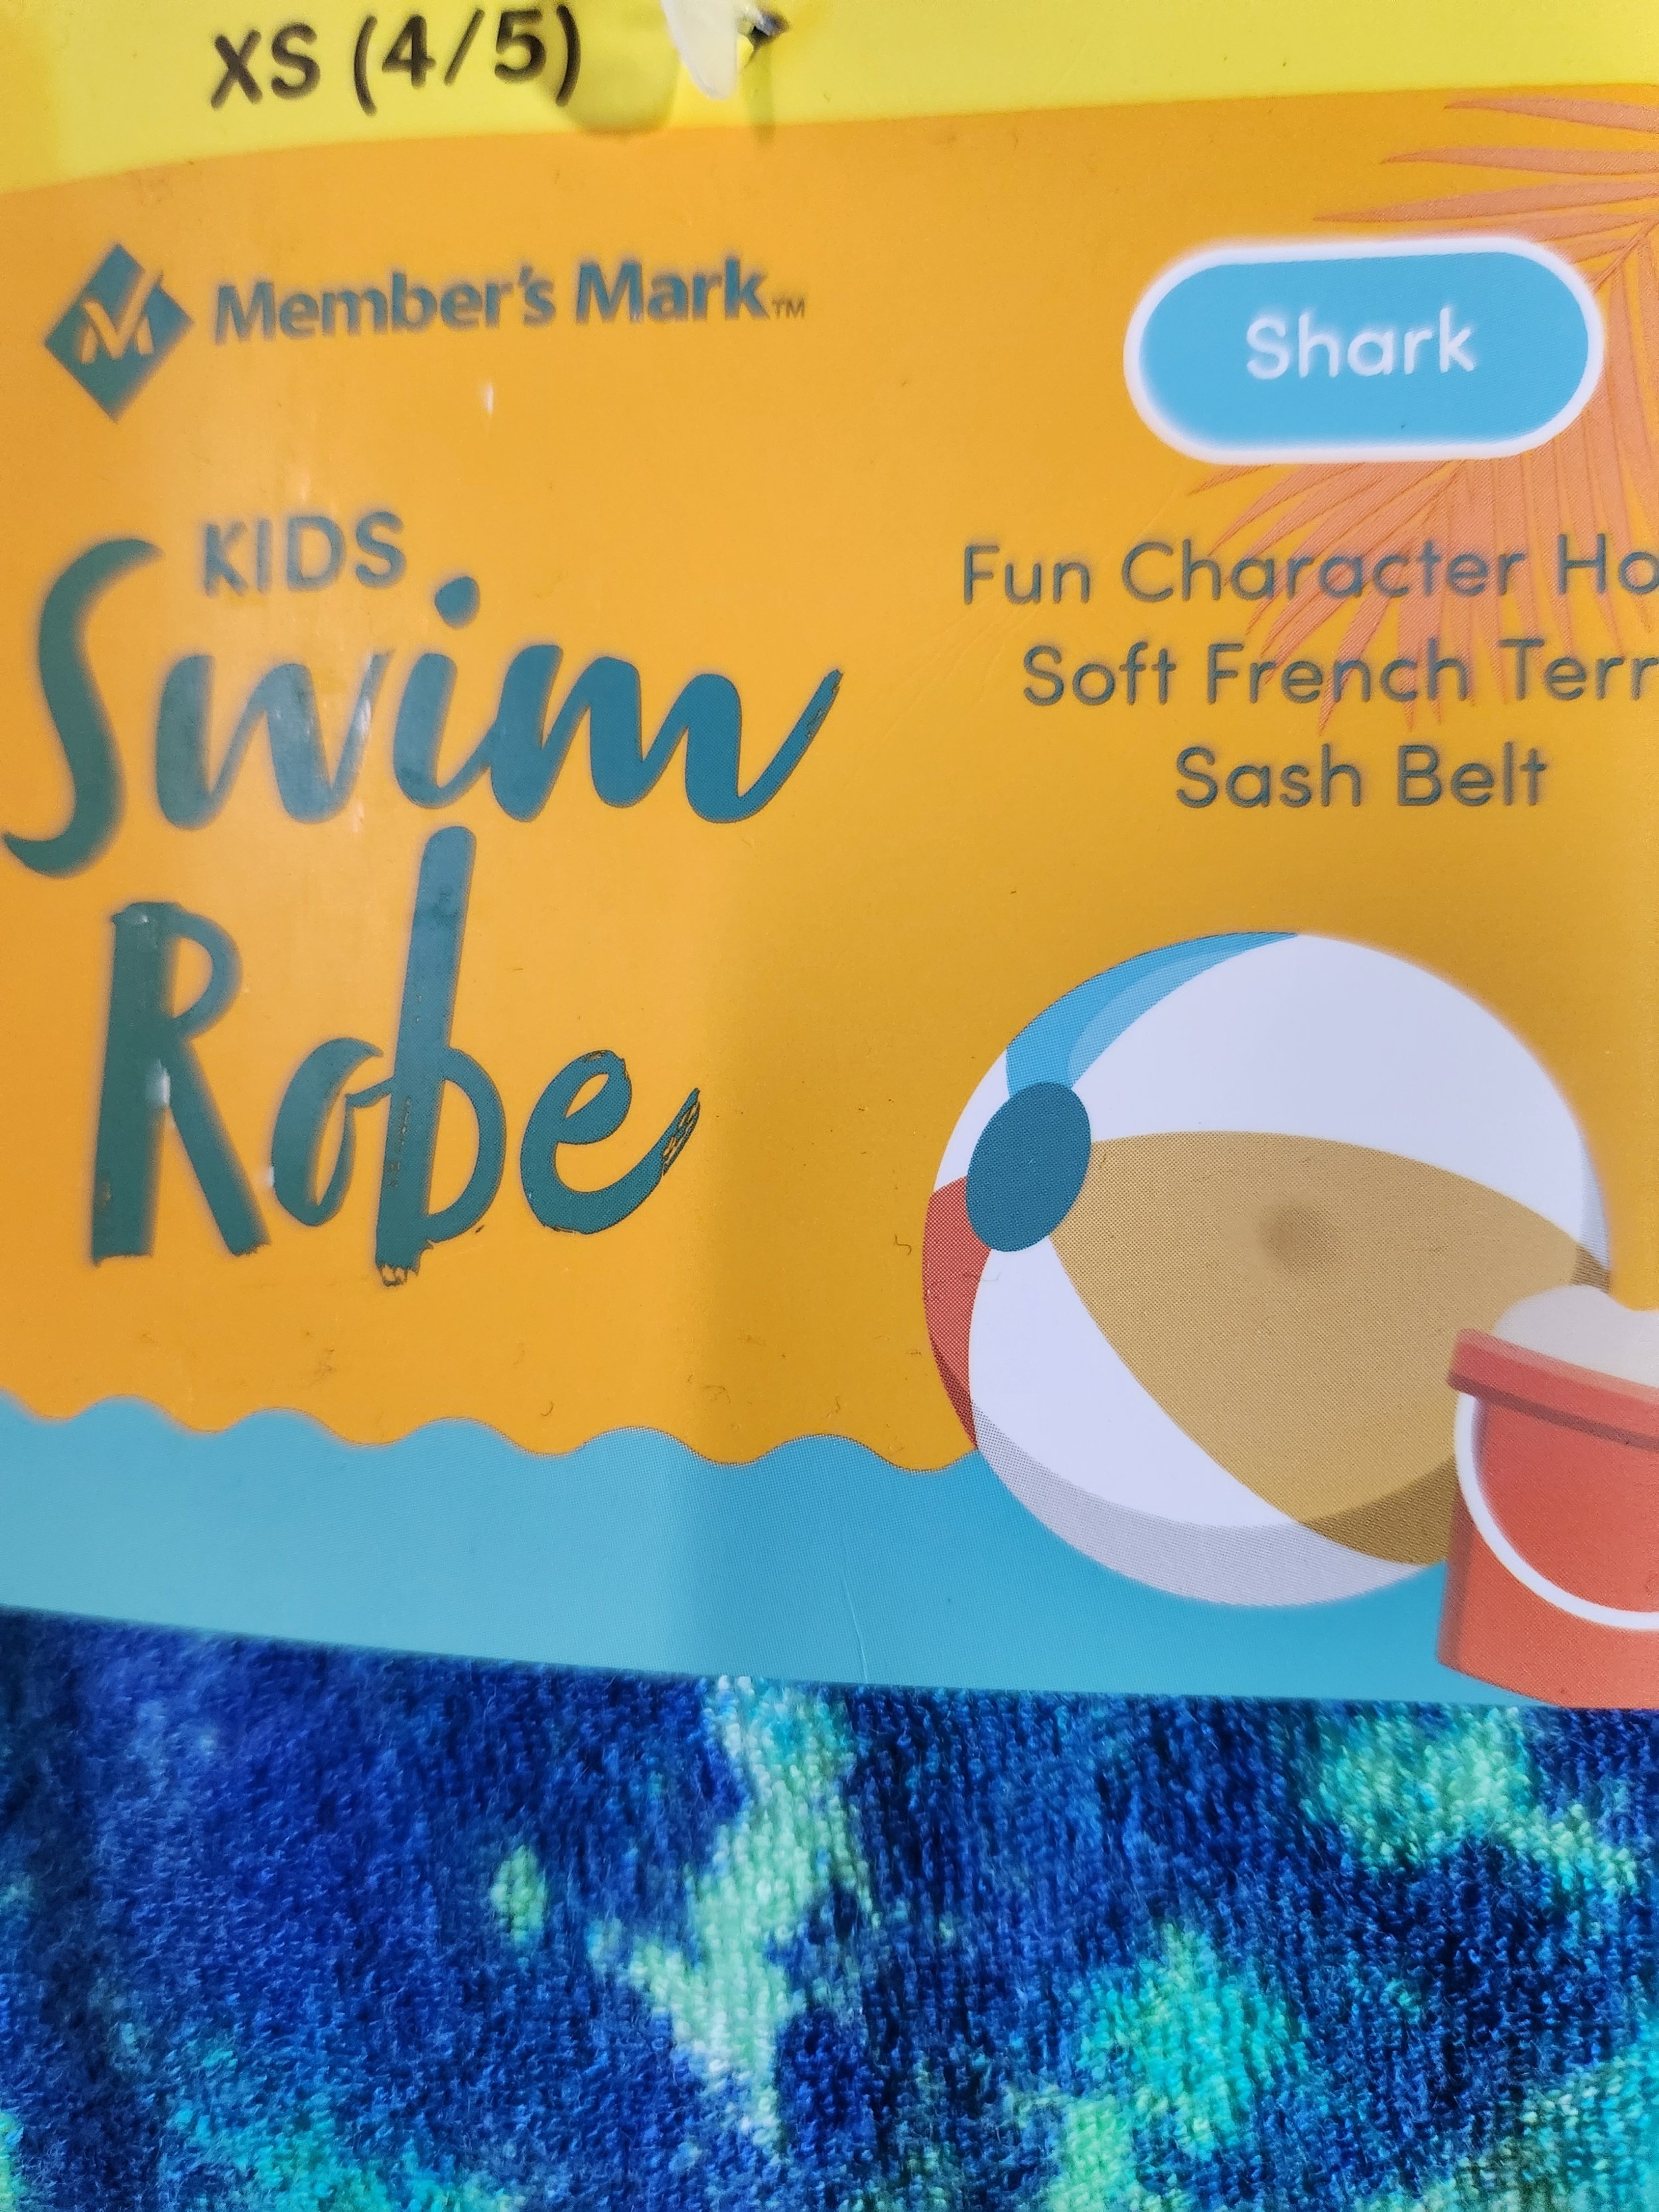 XS (4/5)
Member's Mark™
Shark
KIDS
Swim
Robe
Fun Character Ho
Soft French Terr
Sash Belt